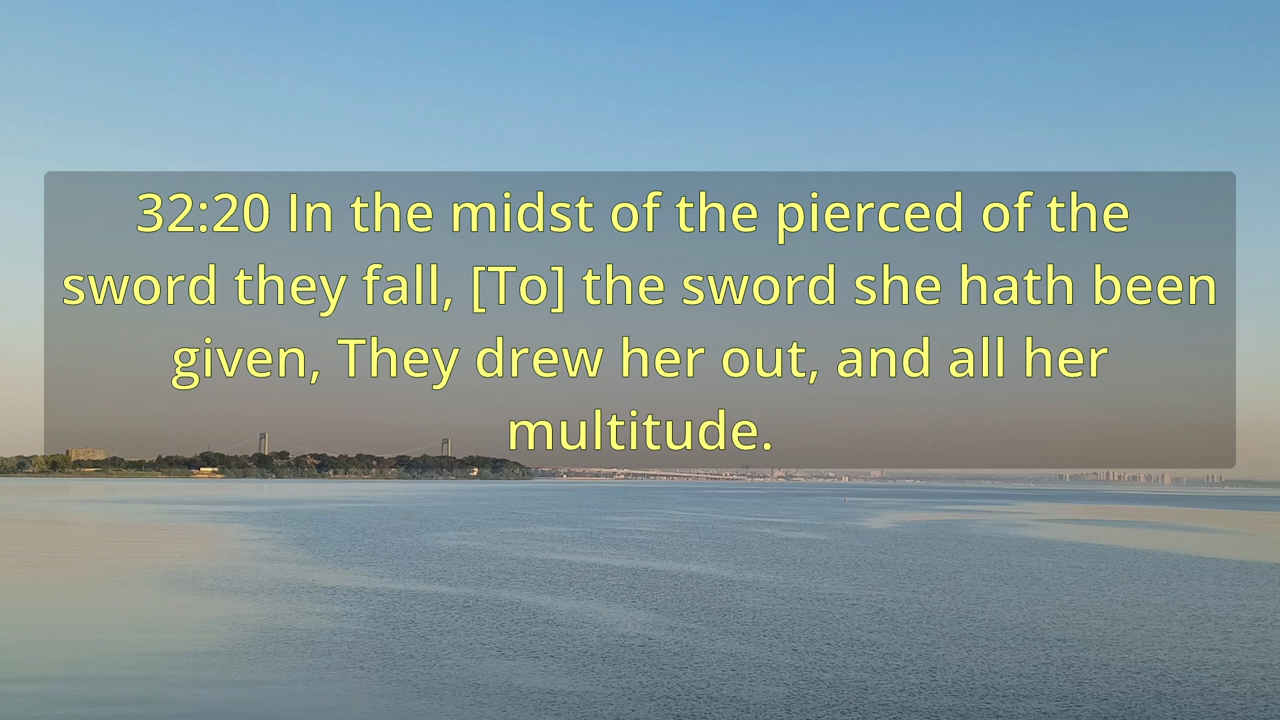 32:20 In the midst of the pierced of the
sword they fall, [To] the sword she hath been
given, They drew her out, and all her
multitude.